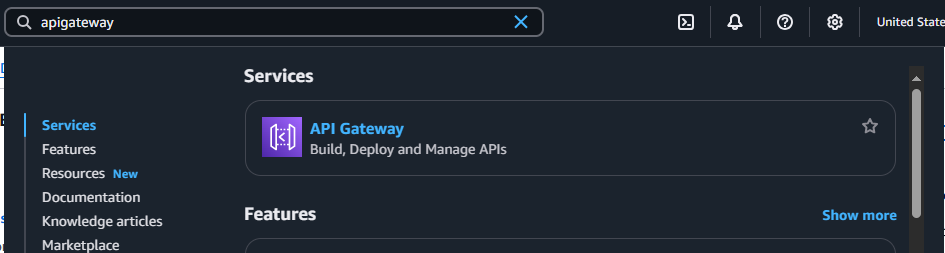 apigateway
United State
Services
Services
API Gateway
Build, Deploy and Manage APIs
Features
Resources New
Documentation
Knowledge articles
Marketplace
Features
Show more